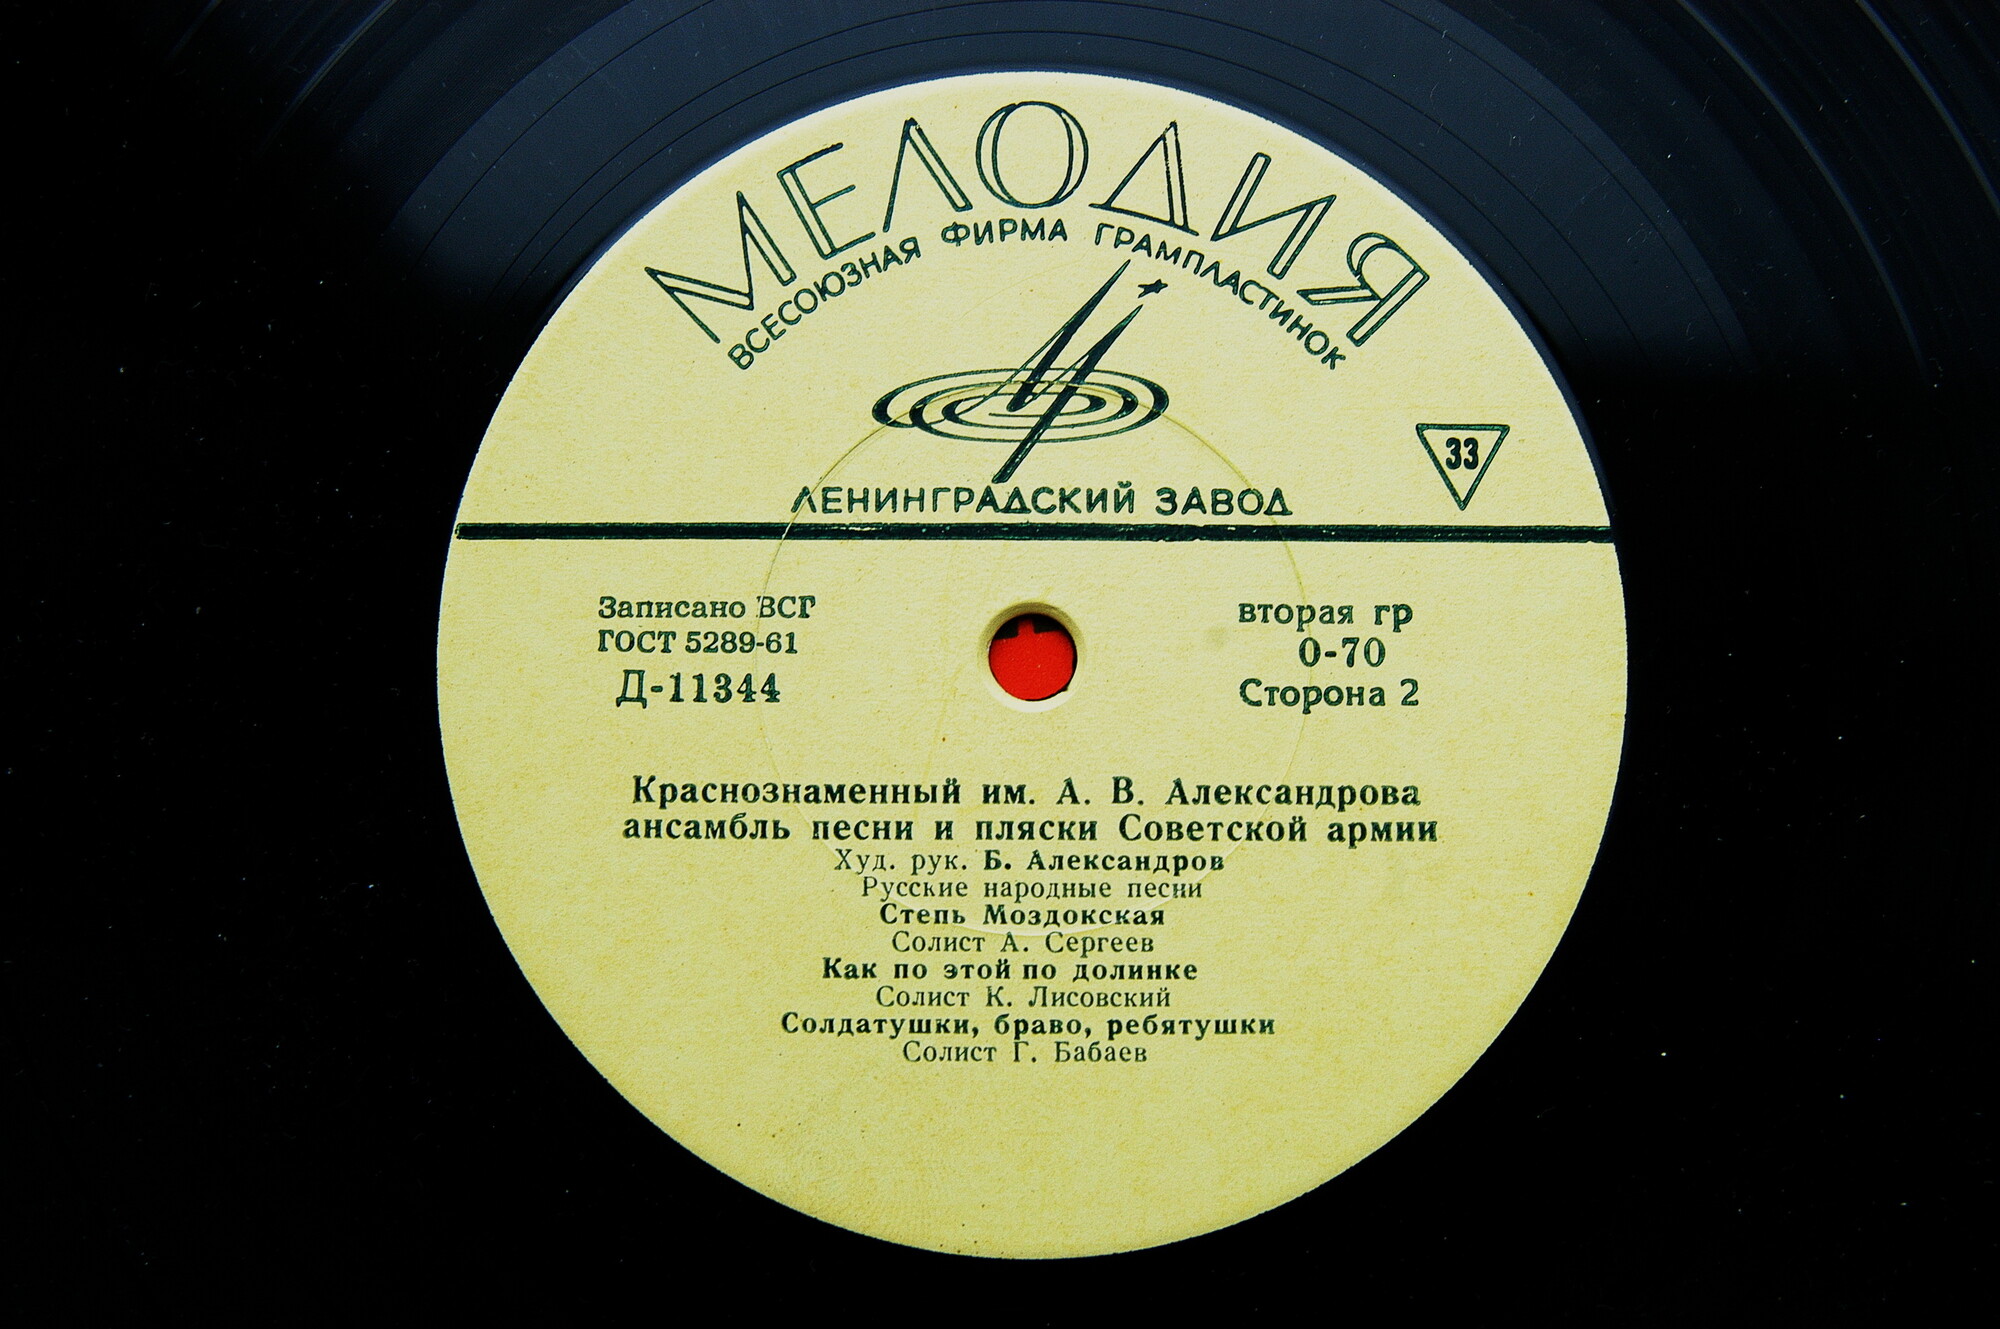 МЕЛОДИЯ
ВСЕСОЮЗНАЯ ФИРМА ГРАМПЛАСТИНОК
33
ЛЕНИНГРАДСКИЙ ЗАВОД
Записано ВСГ
ГОСТ 5289-61
Д-11344
вторая гр
0-70
Сторона 2
Краснознаменный им. А. В. Александрова
ансамбль песни и пляски Советской армии
Худ. рук. Б. Александров
Русские народные песни
Степь Моздокская
Солист А. Сергеев
Как по этой по долинке
Солист К. Лисовский
Солдатушки, браво, ребятушки
Солист Г. Бабаев